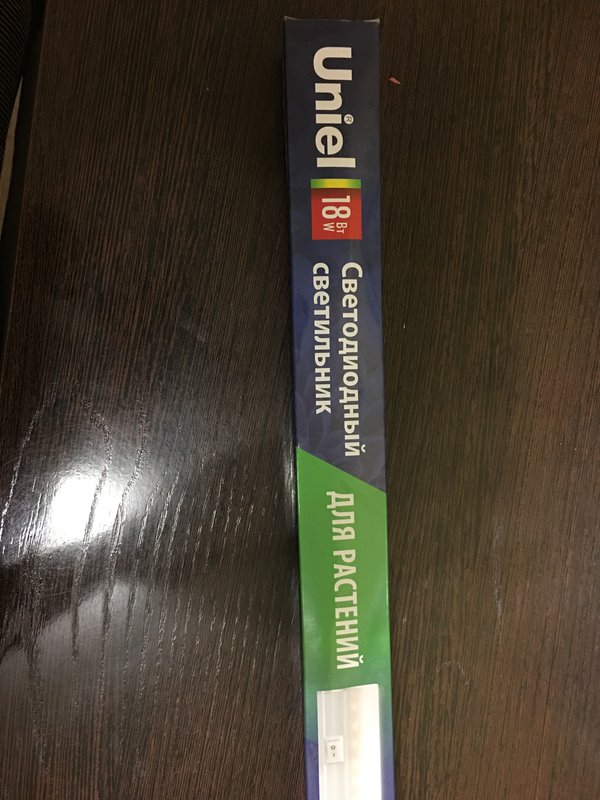 Uniel®
18 Вт
W
Светодиодный
светильник
ДЛЯ РАСТЕНИЙ